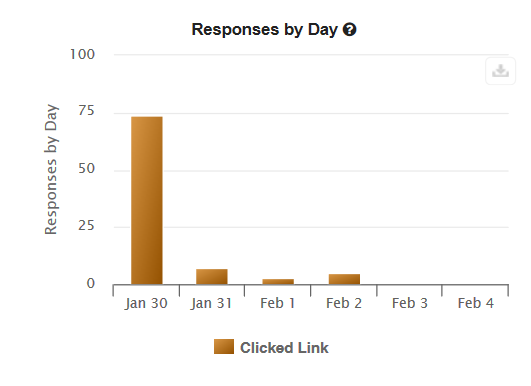 Responses by Day ?
100
75
50
25
0
Responses by Day
Jan 30 Jan 31 Feb 1 Feb 2 Feb 3 Feb 4
Clicked Link